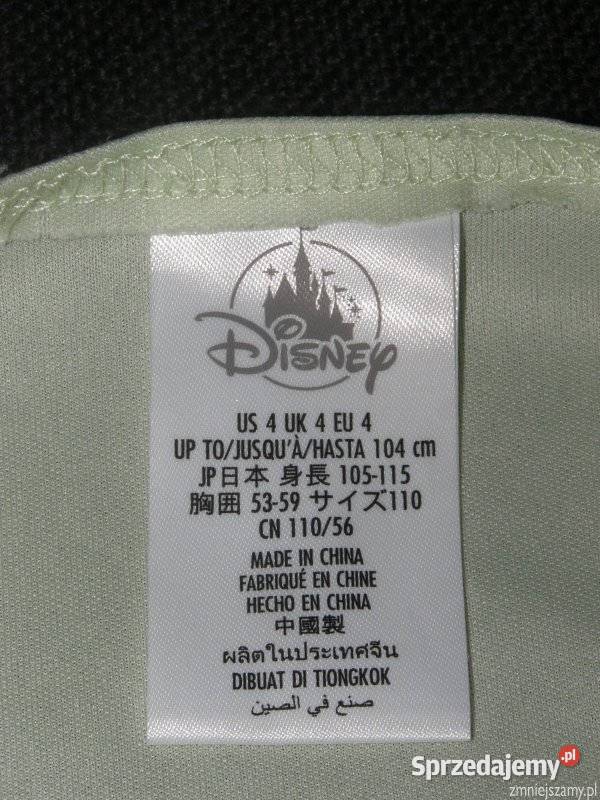 Disney
US 4 UK 4 EU 4
UP TO/JUSQU'À/HASTA 104 cm
JP日本 身長 105-115
胸囲 53-59 サイズ110
CN 110/56
MADE IN CHINA
FABRIQUÉ EN CHINE
HECHO EN CHINA
中國製
ผลิตในประเทศจีน
DIBUAT DI TIONGKOK
صنع في الصين
Sprzedajemy.pl
zmniejszamy.pl